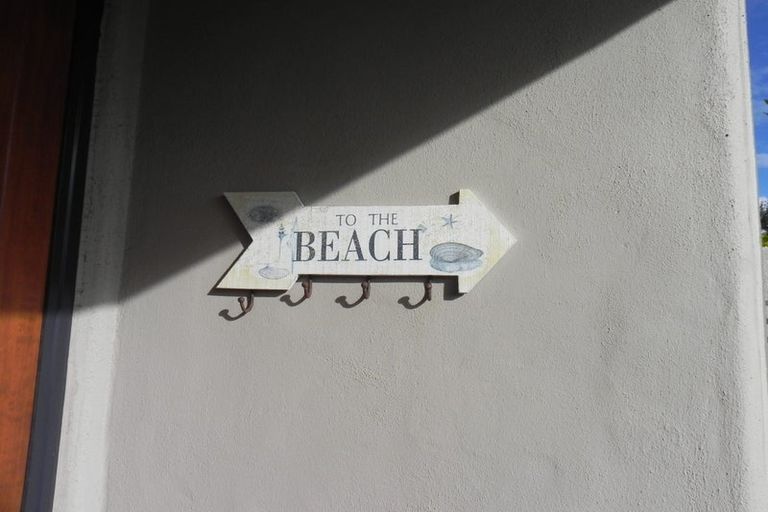 TO THE
BEACH